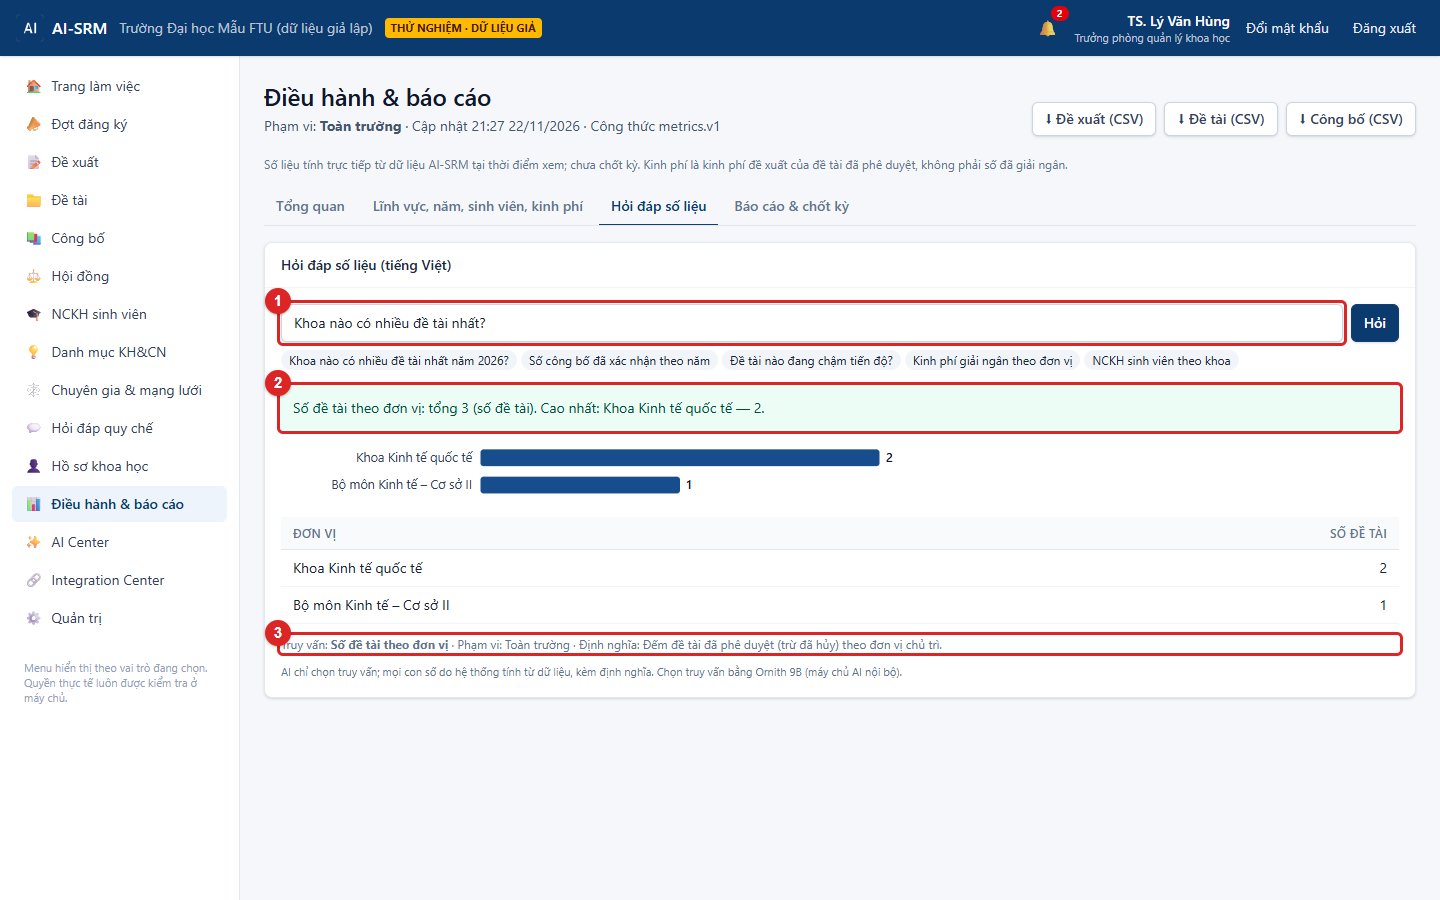 AI AI-SRM Trường Đại học Mẫu FTU (dữ liệu giả lập) THỬ NGHIỆM · DỮ LIỆU GIẢ
2
TS. Lý Văn Hùng
Trưởng phòng quản lý khoa học
Đổi mật khẩu
Đăng xuất
Trang làm việc
Đợt đăng ký
Đề xuất
Đề tài
Công bố
Hội đồng
NCKH sinh viên
Danh mục KH&CN
Chuyên gia & mạng lưới
Hỏi đáp quy chế
Hồ sơ khoa học
Điều hành & báo cáo
AI Center
Integration Center
Quản trị
Menu hiển thị theo vai trò đang chọn.
Quyền thực tế luôn được kiểm tra ở
máy chủ.
Điều hành & báo cáo
Phạm vi: Toàn trường · Cập nhật 21:27 22/11/2026 · Công thức metrics.v1
⭳ Đề xuất (CSV)
⭳ Đề tài (CSV)
⭳ Công bố (CSV)
Số liệu tính trực tiếp từ dữ liệu AI-SRM tại thời điểm xem; chưa chốt kỳ. Kinh phí là kinh phí đề xuất của đề tài đã phê duyệt, không phải số đã giải ngân.
Tổng quan
Lĩnh vực, năm, sinh viên, kinh phí
Hỏi đáp số liệu
Báo cáo & chốt kỳ
Hỏi đáp số liệu (tiếng Việt)
1
Khoa nào có nhiều đề tài nhất?
Hỏi
Khoa nào có nhiều đề tài nhất năm 2026?
Số công bố đã xác nhận theo năm
Đề tài nào đang chậm tiến độ?
Kinh phí giải ngân theo đơn vị
NCKH sinh viên theo khoa
2
Số đề tài theo đơn vị: tổng 3 (số đề tài). Cao nhất: Khoa Kinh tế quốc tế — 2.
Khoa Kinh tế quốc tế 2
Bộ môn Kinh tế – Cơ sở II 1
ĐƠN VỊ SỐ ĐỀ TÀI
Khoa Kinh tế quốc tế 2
Bộ môn Kinh tế – Cơ sở II 1
3
Truy vấn: Số đề tài theo đơn vị · Phạm vi: Toàn trường · Định nghĩa: Đếm đề tài đã phê duyệt (trừ đã hủy) theo đơn vị chủ trì.
AI chỉ chọn truy vấn; mọi con số do hệ thống tính từ dữ liệu, kèm định nghĩa. Chọn truy vấn bằng Ornith 9B (máy chủ AI nội bộ).